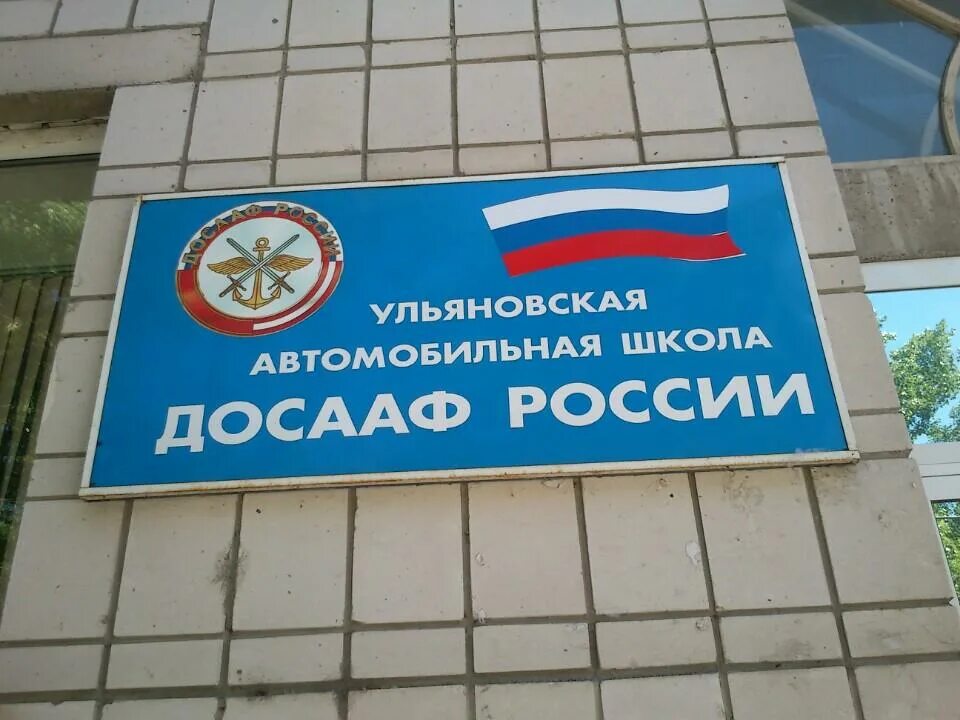 ДОСААФ РОССИИ
УЛЬЯНОВСКАЯ
АВТОМОБИЛЬНАЯ ШКОЛА
ДОСААФ РОССИИ